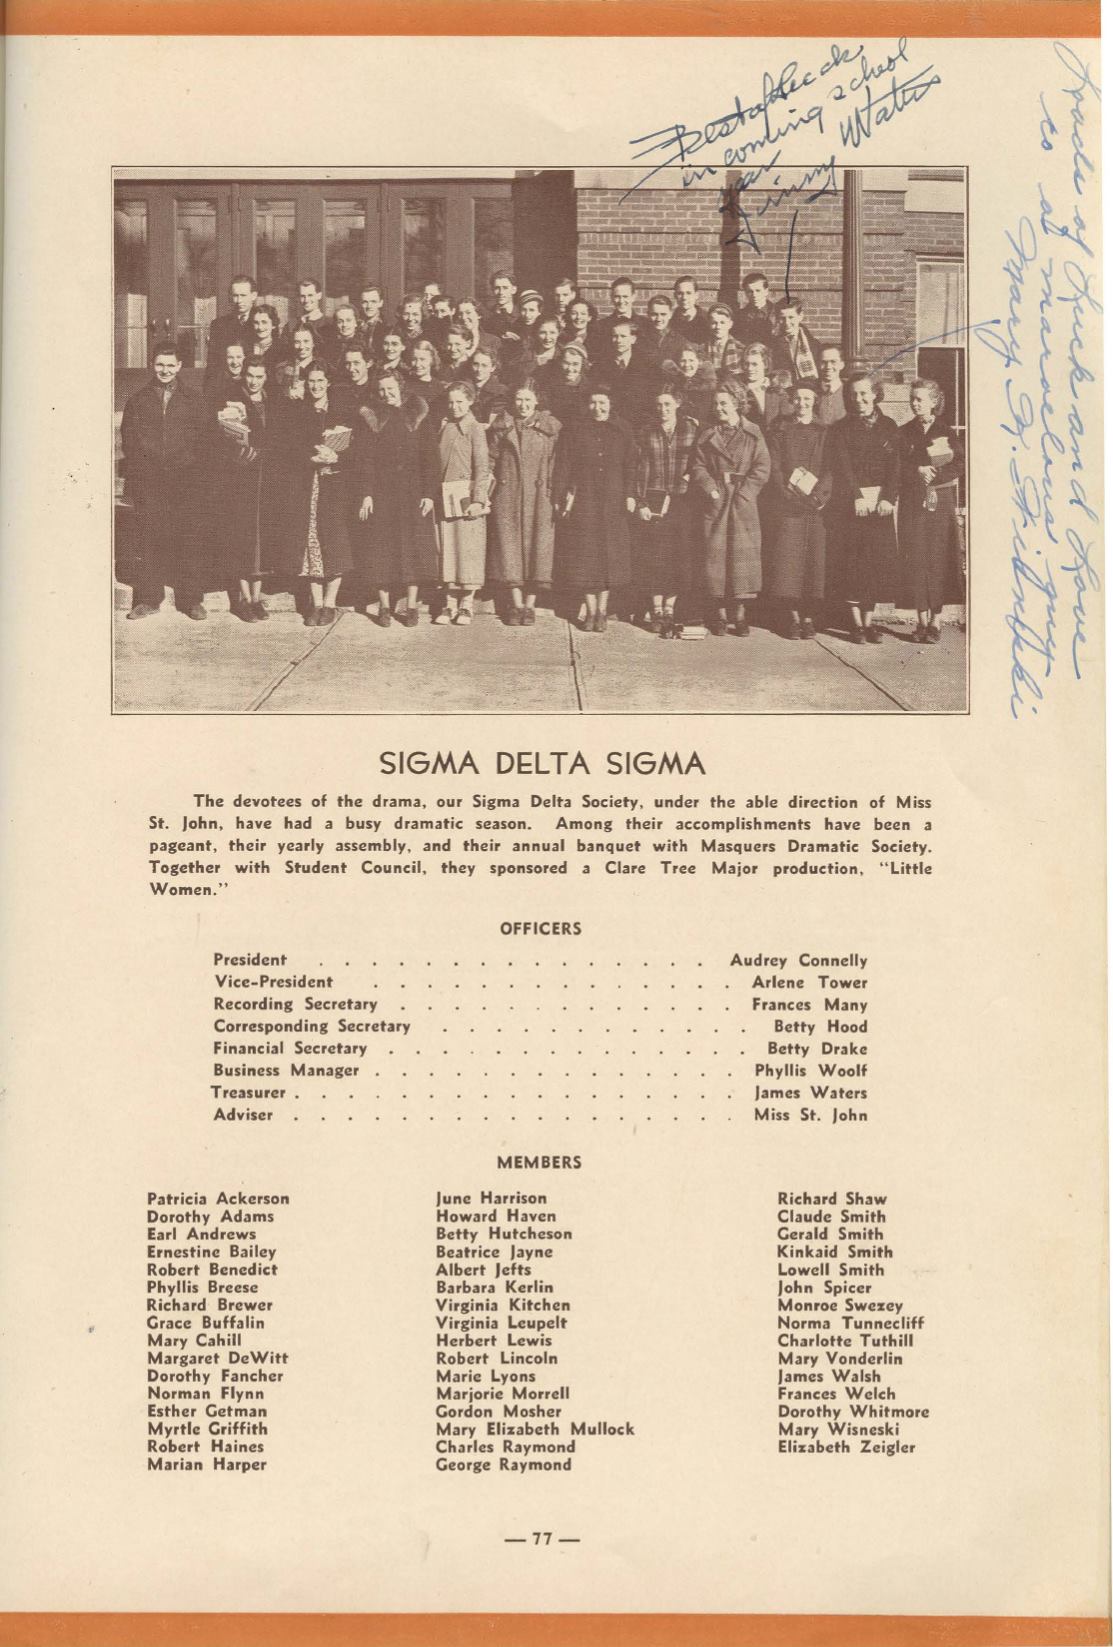 Best of luck
in coming school
year
Jimmy Waters
Loads of Luck and Love
to a marvelous guy
Mary K.
SIGMA DELTA SIGMA
The devotees of the drama, our Sigma Delta Society, under the able direction of Miss
St. John, have had a busy dramatic season. Among their accomplishments have been a
pageant, their yearly assembly, and their annual banquet with Masquers Dramatic Society.
Together with Student Council, they sponsored a Clare Tree Major production, "Little
Women."
OFFICERS
President . . . . . . . . . . . . . . . Audrey Connelly
Vice-President . . . . . . . . . . . . . . Arlene Tower
Recording Secretary . . . . . . . . . . . . . Frances Many
Corresponding Secretary . . . . . . . . . . . . Betty Hood
Financial Secretary . . . . . . . . . . . . . . Betty Drake
Business Manager . . . . . . . . . . . . . . Phyllis Woolf
Treasurer . . . . . . . . . . . . . . . . . James Waters
Adviser . . . . . . . . . . . . . . . . . Miss St. John
MEMBERS
Patricia Ackerson
Dorothy Adams
Earl Andrews
Ernestine Bailey
Robert Benedict
Phyllis Breese
Richard Brewer
Grace Buffalin
Mary Cahill
Margaret DeWitt
Dorothy Fancher
Norman Flynn
Esther Getman
Myrtle Griffith
Robert Haines
Marian Harper
June Harrison
Howard Haven
Betty Hutcheson
Beatrice Jayne
Albert Jefts
Barbara Kerlin
Virginia Kitchen
Virginia Leupelt
Herbert Lewis
Robert Lincoln
Marie Lyons
Marjorie Morrell
Gordon Mosher
Mary Elizabeth Mullock
Charles Raymond
George Raymond
Richard Shaw
Claude Smith
Gerald Smith
Kinkaid Smith
Lowell Smith
John Spicer
Monroe Swezey
Norma Tunnecliff
Charlotte Tuthill
Mary Vonderlin
James Walsh
Frances Welch
Dorothy Whitmore
Mary Wisneski
Elizabeth Zeigler
— 77 —